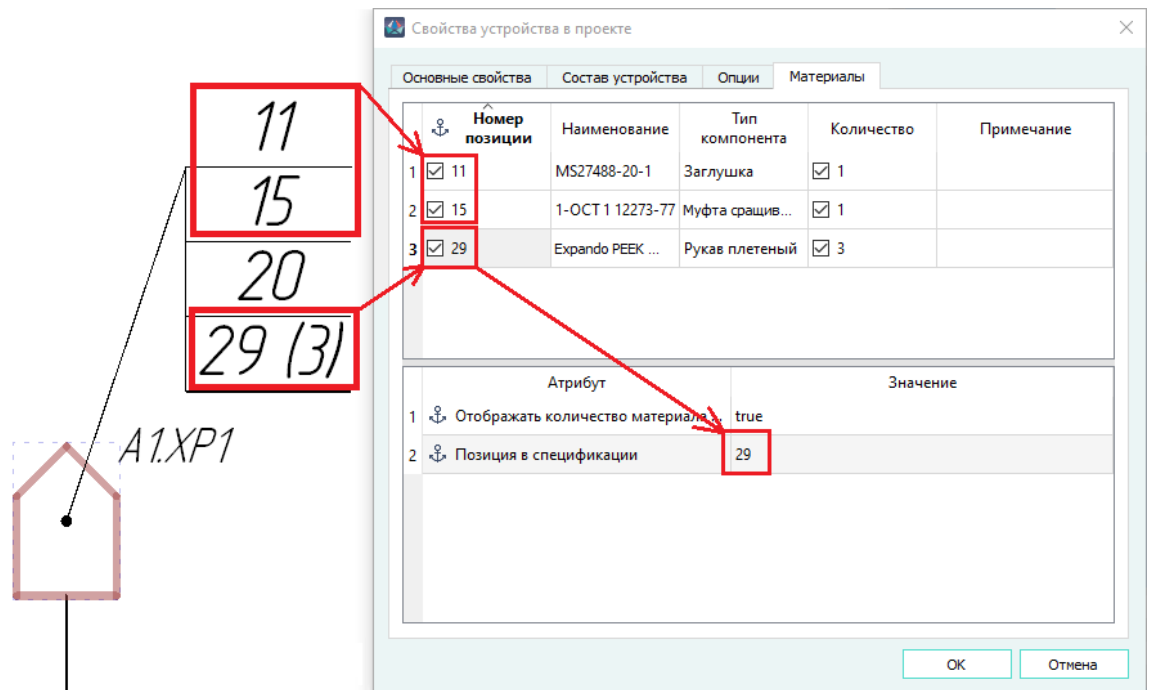 Свойства устройства в проекте
Основные свойства Состав устройства Опции Материалы
Номер позиции Наименование Тип компонента Количество Примечание
1 11 MS27488-20-1 Заглушка 1
2 15 1-ОСТ 1 12273-77 Муфта сращив... 1
3 29 Expando PEEK ... Рукав плетеный 3
Атрибут Значение
1 Отображать количество материала ... true
2 Позиция в спецификации 29
OK Отмена
11
15
20
29 (3)
A1.XP1